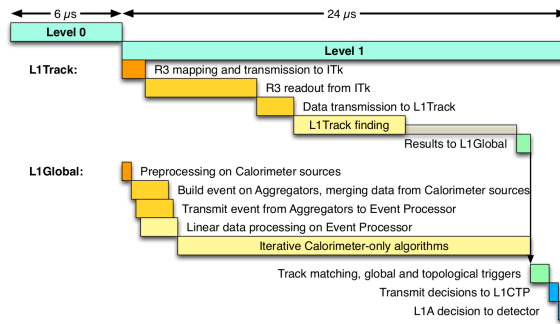 6 μs
24 μs
Level 0
Level 1
L1Track:
R3 mapping and transmission to ITk
R3 readout from ITk
Data transmission to L1Track
L1Track finding
Results to L1Global
L1Global:
Preprocessing on Calorimeter sources
Build event on Aggregators, merging data from Calorimeter sources
Transmit event from Aggregators to Event Processor
Linear data processing on Event Processor
Iterative Calorimeter-only algorithms
Track matching, global and topological triggers
Transmit decisions to L1CTP
L1A decision to detector